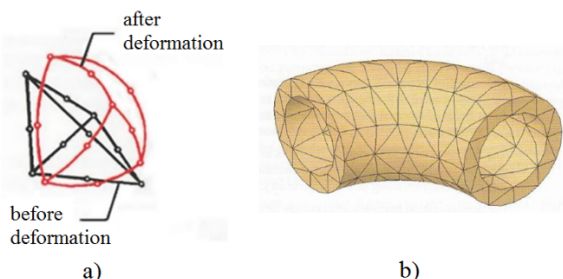 after
deformation
before
deformation
a)
b)